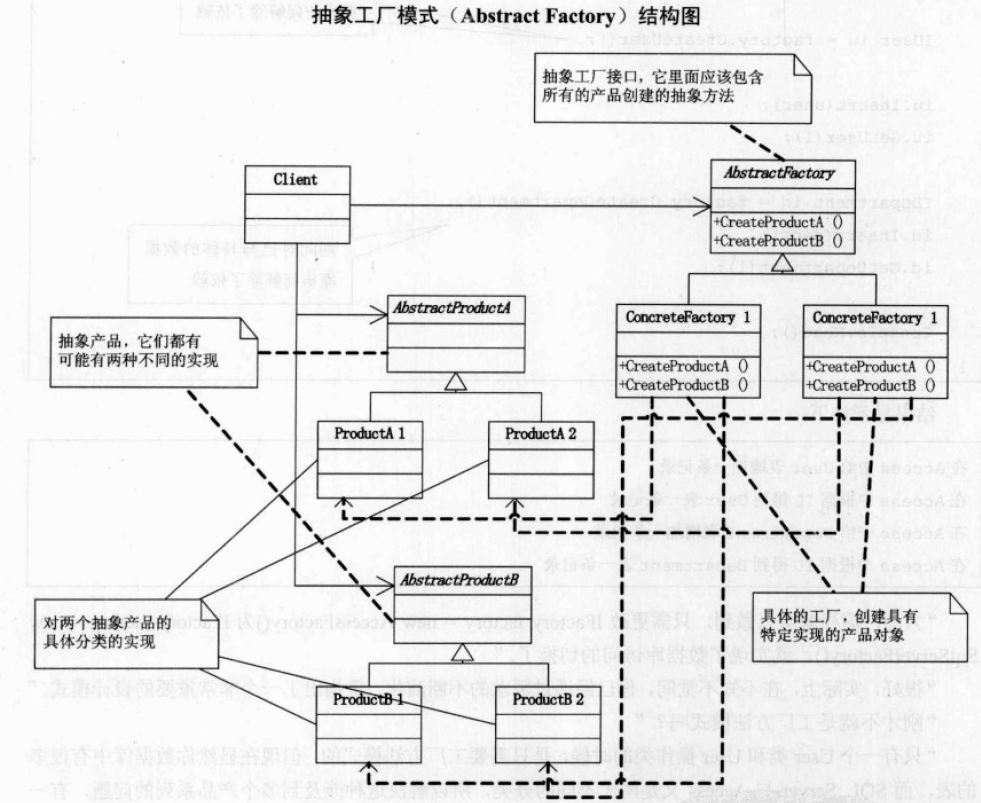 抽象工厂模式（Abstract Factory）结构图
抽象工厂接口，它里面应该包含
所有的产品创建的抽象方法
Client
AbstractFactory
+CreateProductA ()
+CreateProductB ()
AbstractProductA
ConcreteFactory 1
+CreateProductA ()
+CreateProductB ()
ConcreteFactory 1
+CreateProductA ()
+CreateProductB ()
抽象产品，它们都有
可能有两种不同的实现
ProductA 1
ProductA 2
AbstractProductB
对两个抽象产品的
具体分类的实现
具体的工厂，创建具有
特定实现的产品对象
ProductB 1
ProductB 2